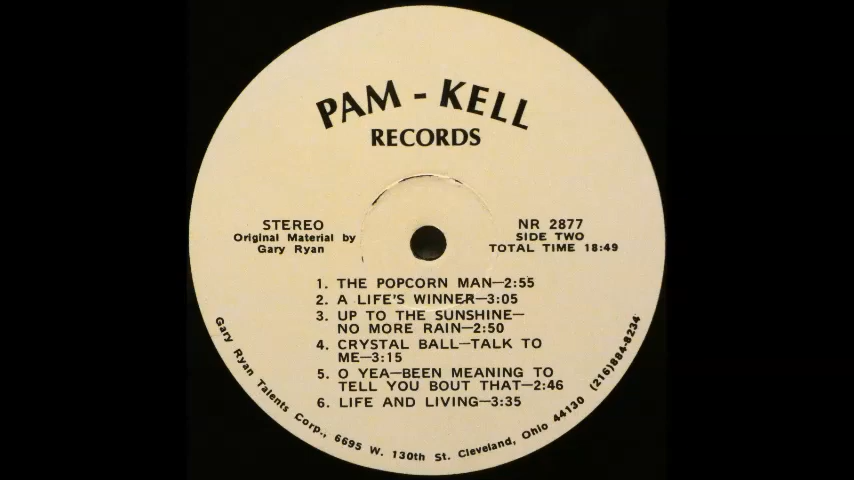 PAM - KELL
RECORDS
STEREO
Original Material by
Gary Ryan
NR 2877
SIDE TWO
TOTAL TIME 18:49
1. THE POPCORN MAN—2:55
2. A LIFE'S WINNER—3:05
3. UP TO THE SUNSHINE—
NO MORE RAIN—2:50
4. CRYSTAL BALL—TALK TO
ME—3:15
5. O YEA—BEEN MEANING TO
TELL YOU BOUT THAT—2:46
6. LIFE AND LIVING—3:35
Gary Ryan Talents Corp., 6695 W. 130th St. Cleveland, Ohio 44130 (216)884-8234